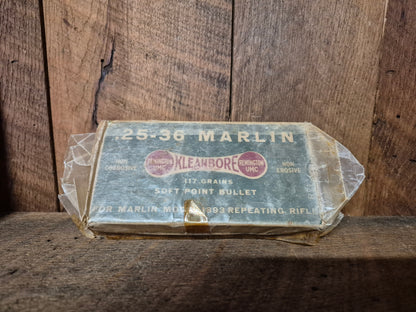 .25-36 MARLIN
NON CORROSIVE REMINGTON UMC KLEANBORE REMINGTON UMC NON EROSIVE
117 GRAINS
SOFT POINT BULLET
FOR MARLIN MODEL 1893 REPEATING RIFLE